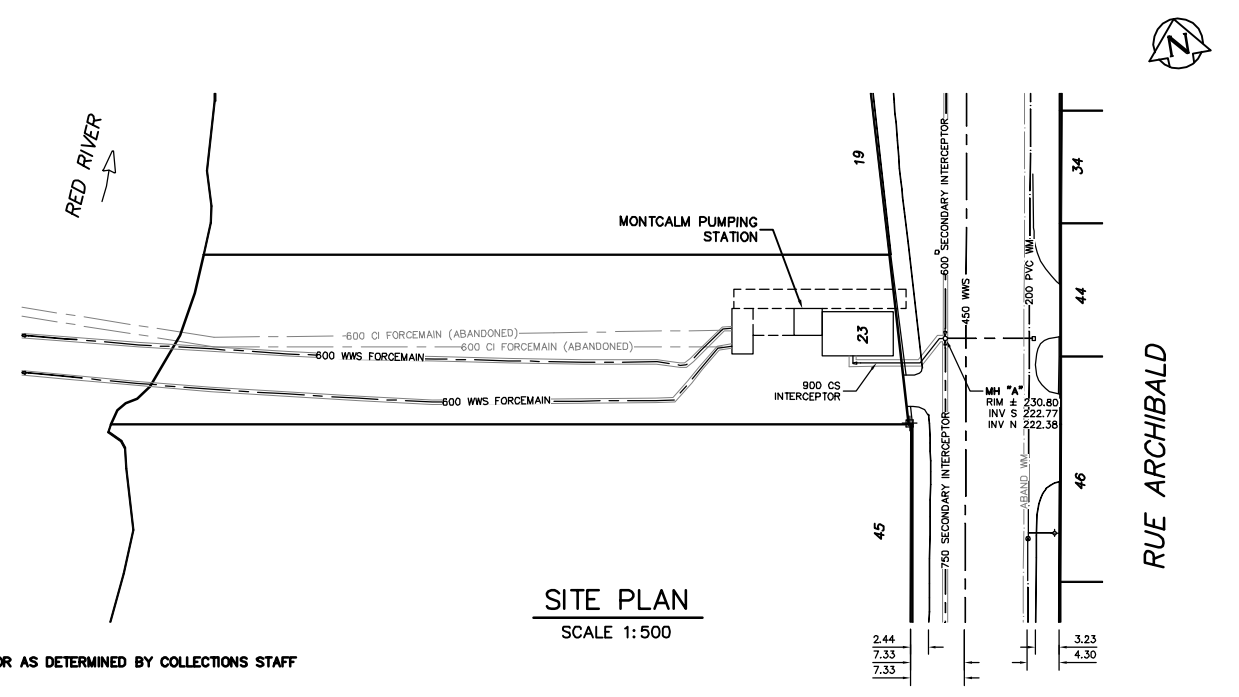 N
RED RIVER
19
34
MONTCALM PUMPING
STATION
600 SECONDARY INTERCEPTOR
450 WWS
200 PVC WM
44
23
600 CI FORCEMAIN (ABANDONED)
600 CI FORCEMAIN (ABANDONED)
600 WWS FORCEMAIN
600 WWS FORCEMAIN
900 CS
INTERCEPTOR
MH "A"
RIM ± 230.80
INV S 222.77
INV N 222.38
RUE ARCHIBALD
750 SECONDARY INTERCEPTOR
ABAND WM
46
45
SITE PLAN
SCALE 1:500
2.44
7.33
7.33
3.23
4.30
OR AS DETERMINED BY COLLECTIONS STAFF